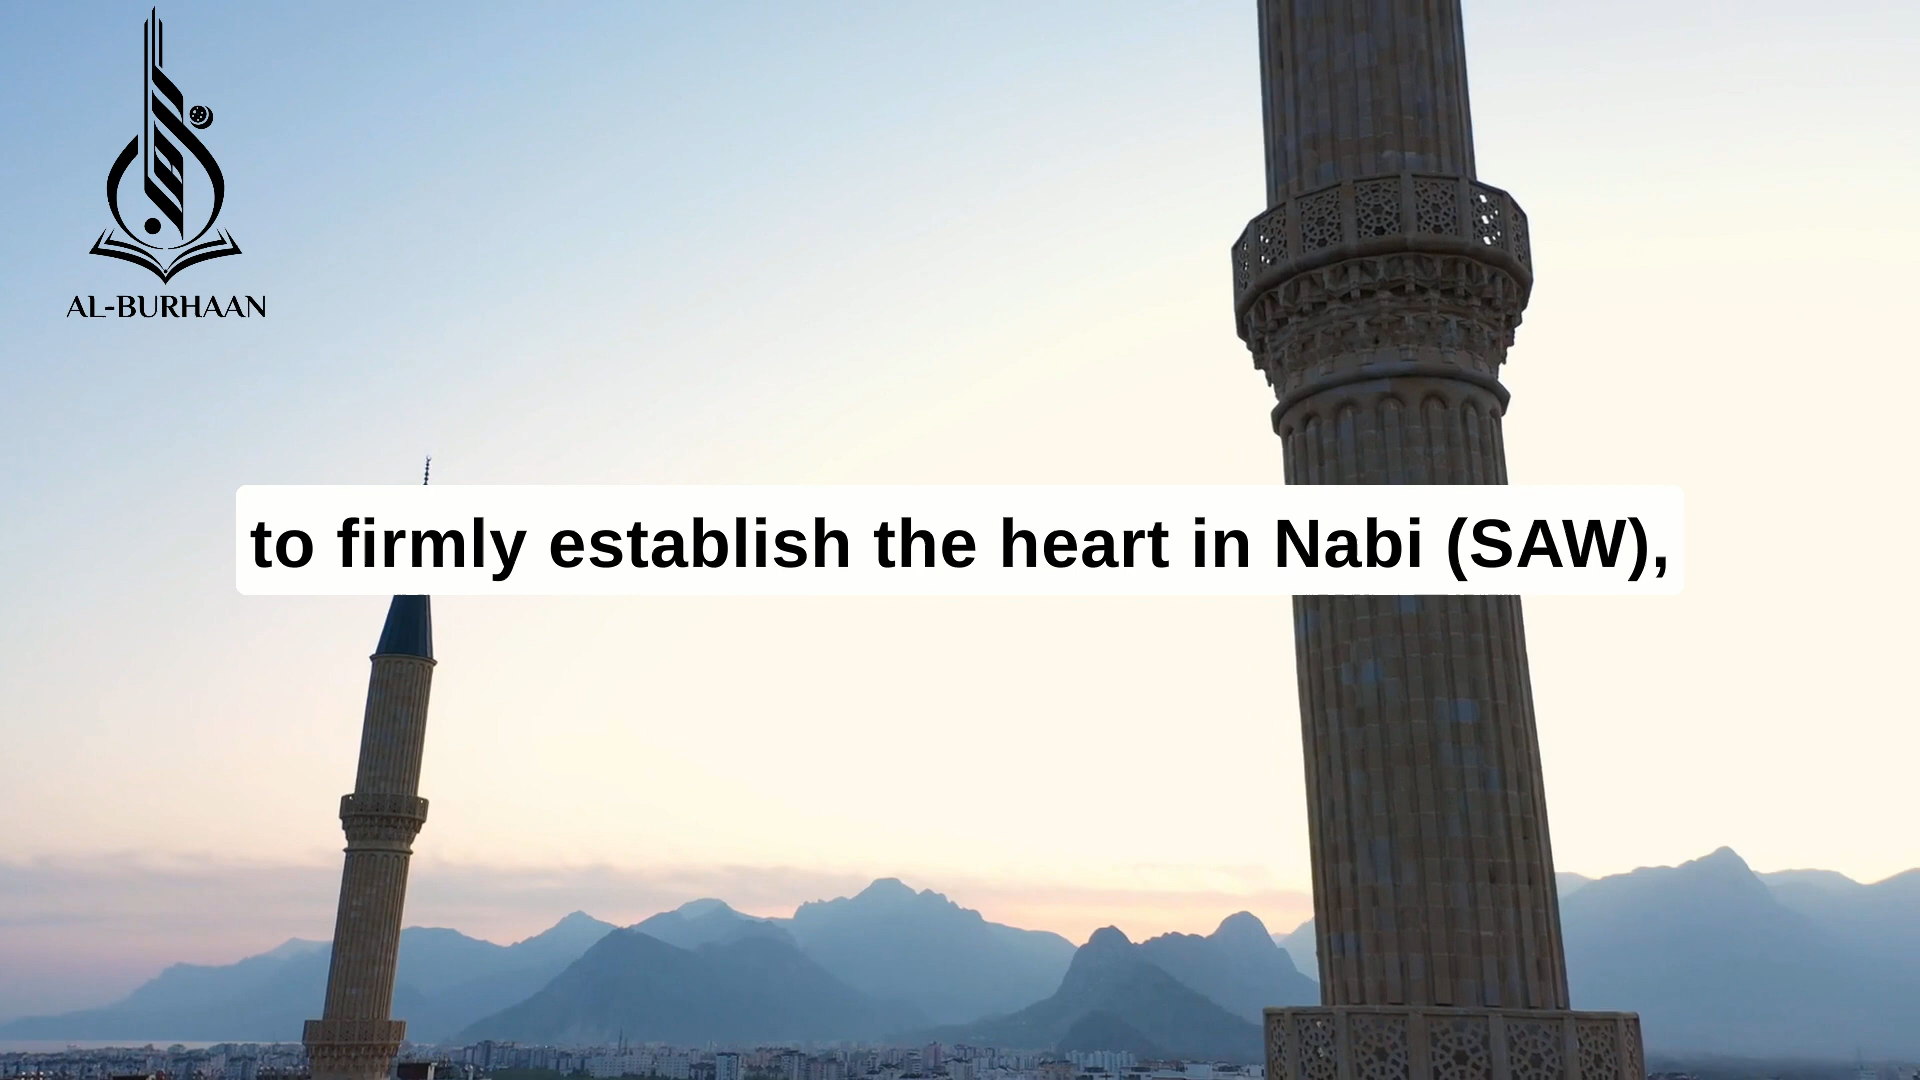 AL-BURHAAN
to firmly establish the heart in Nabi (SAW),